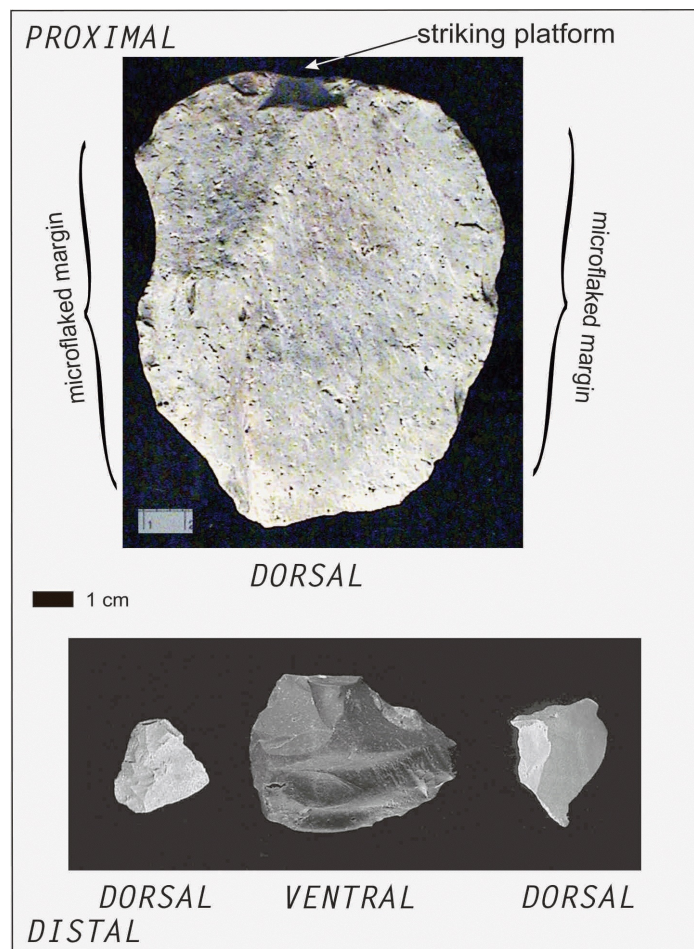 PROXIMAL
striking platform
microflaked margin
microflaked margin
1 2
DORSAL
1 cm
DORSAL VENTRAL DORSAL
DISTAL